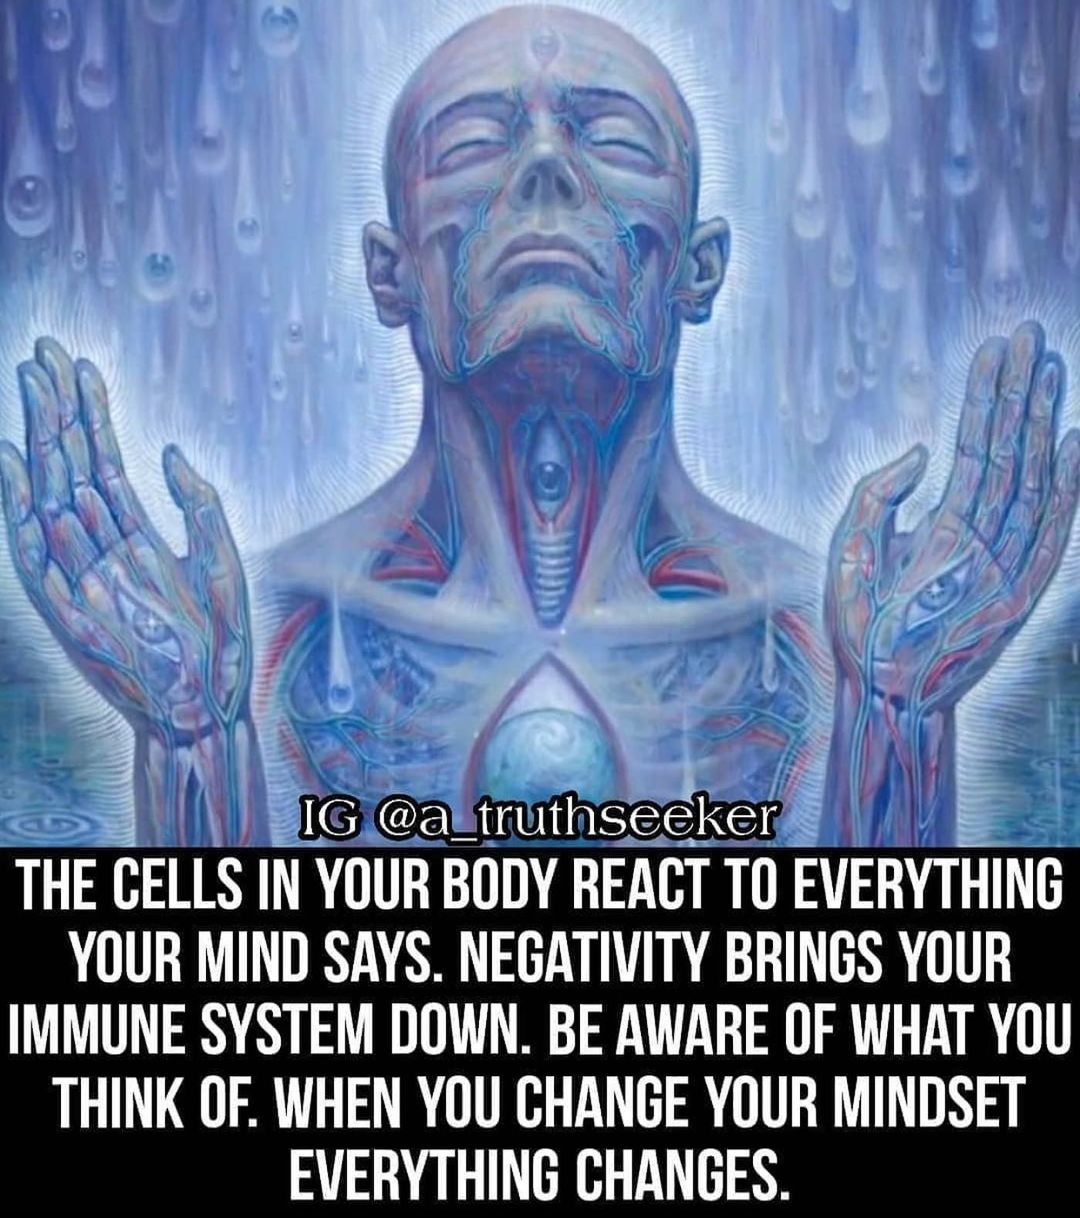 IG @a_truthseeker
THE CELLS IN YOUR BODY REACT TO EVERYTHING
YOUR MIND SAYS. NEGATIVITY BRINGS YOUR
IMMUNE SYSTEM DOWN. BE AWARE OF WHAT YOU
THINK OF. WHEN YOU CHANGE YOUR MINDSET
EVERYTHING CHANGES.